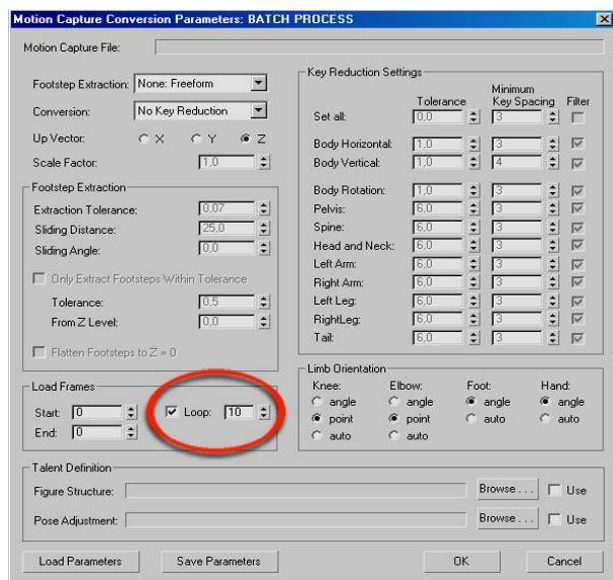 Motion Capture Conversion Parameters: BATCH PROCESS
Motion Capture File:
Footstep Extraction: None: Freeform
Conversion: No Key Reduction
Up Vector: X Y Z
Scale Factor: 1,0
Footstep Extraction
Extraction Tolerance: 0,07
Sliding Distance: 25,0
Sliding Angle: 0,0
Only Extract Footsteps Within Tolerance
Tolerance: 0,5
From Z Level: 0,0
Flatten Footsteps to Z = 0
Load Frames
Start: 0
Loop: 10
End: 0
Key Reduction Settings
Tolerance Minimum Key Spacing Filter
Set all: 0,0 3
Body Horizontal: 1,0 3
Body Vertical: 1,0 4
Body Rotation: 1,0 3
Pelvis: 6,0 3
Spine: 6,0 3
Head and Neck: 6,0 3
Left Arm: 6,0 3
Right Arm: 6,0 3
Left Leg: 6,0 3
RightLeg: 6,0 3
Tail: 6,0 3
Limb Orientation
Knee: Elbow: Foot: Hand:
angle angle angle angle
point point auto auto
auto auto
Talent Definition
Figure Structure: Browse . . . Use
Pose Adjustment: Browse . . . Use
Load Parameters Save Parameters OK Cancel